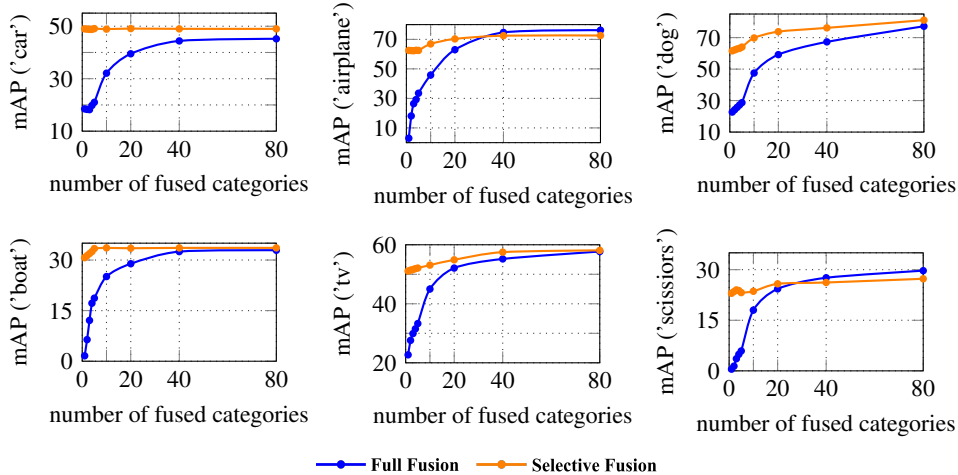 mAP ('car')
50
30
10
0 20 40 80
number of fused categories
mAP ('airplane')
70
50
30
10
0 20 40 80
number of fused categories
mAP ('dog')
70
50
30
10
0 20 40 80
number of fused categories
mAP ('boat')
30
15
0
0 20 40 80
number of fused categories
mAP ('tv')
60
40
20
0 20 40 80
number of fused categories
mAP ('scissiors')
30
15
0
0 20 40 80
number of fused categories
Full Fusion Selective Fusion